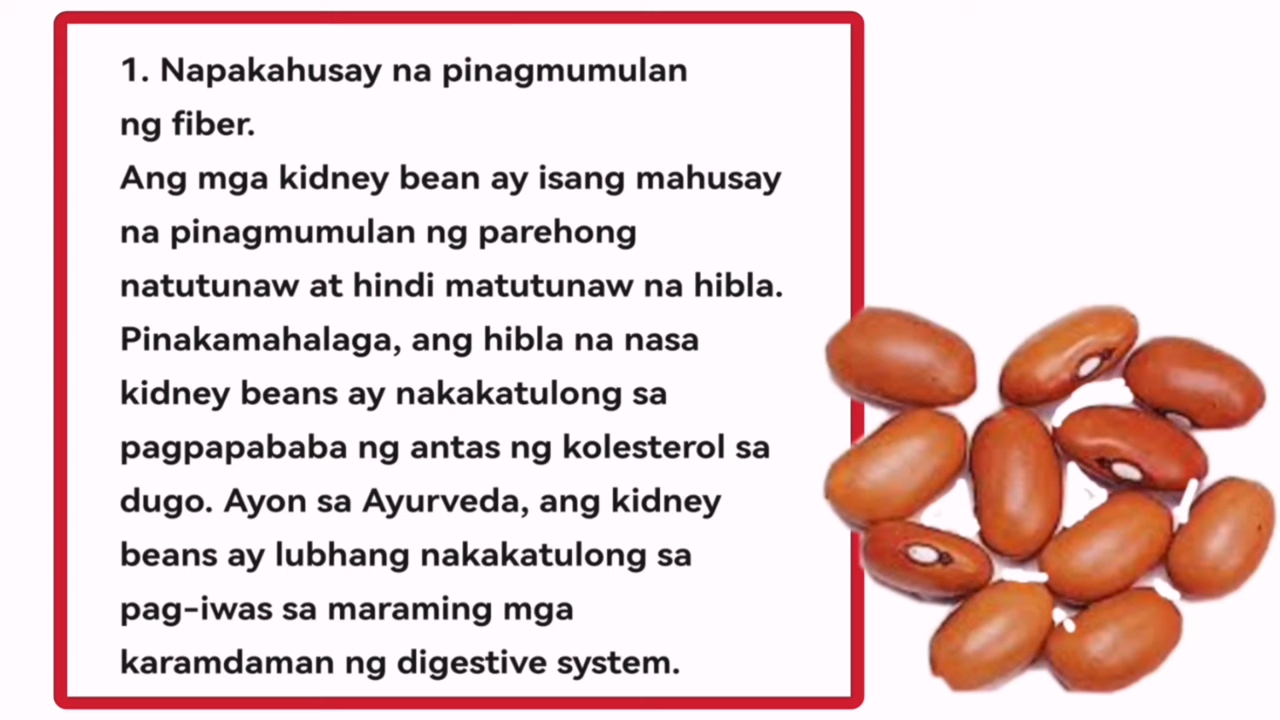 1. Napakahusay na pinagmumulan
ng fiber.
Ang mga kidney bean ay isang mahusay
na pinagmumulan ng parehong
natutunaw at hindi matutunaw na hibla.
Pinakamahalaga, ang hibla na nasa
kidney beans ay nakakatulong sa
pagpapababa ng antas ng kolesterol sa
dugo. Ayon sa Ayurveda, ang kidney
beans ay lubhang nakakatulong sa
pag-iwas sa maraming mga
karamdaman ng digestive system.